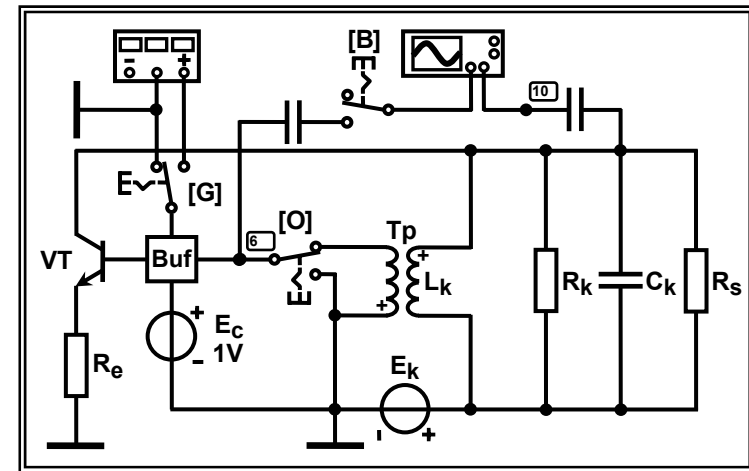 [B]
- +
10
[G]
[O]
6
Tp
VT
Buf
+
Lk
Rk
Ck
Rs
+
+
Ec
-
1V
Re
Ek
- +